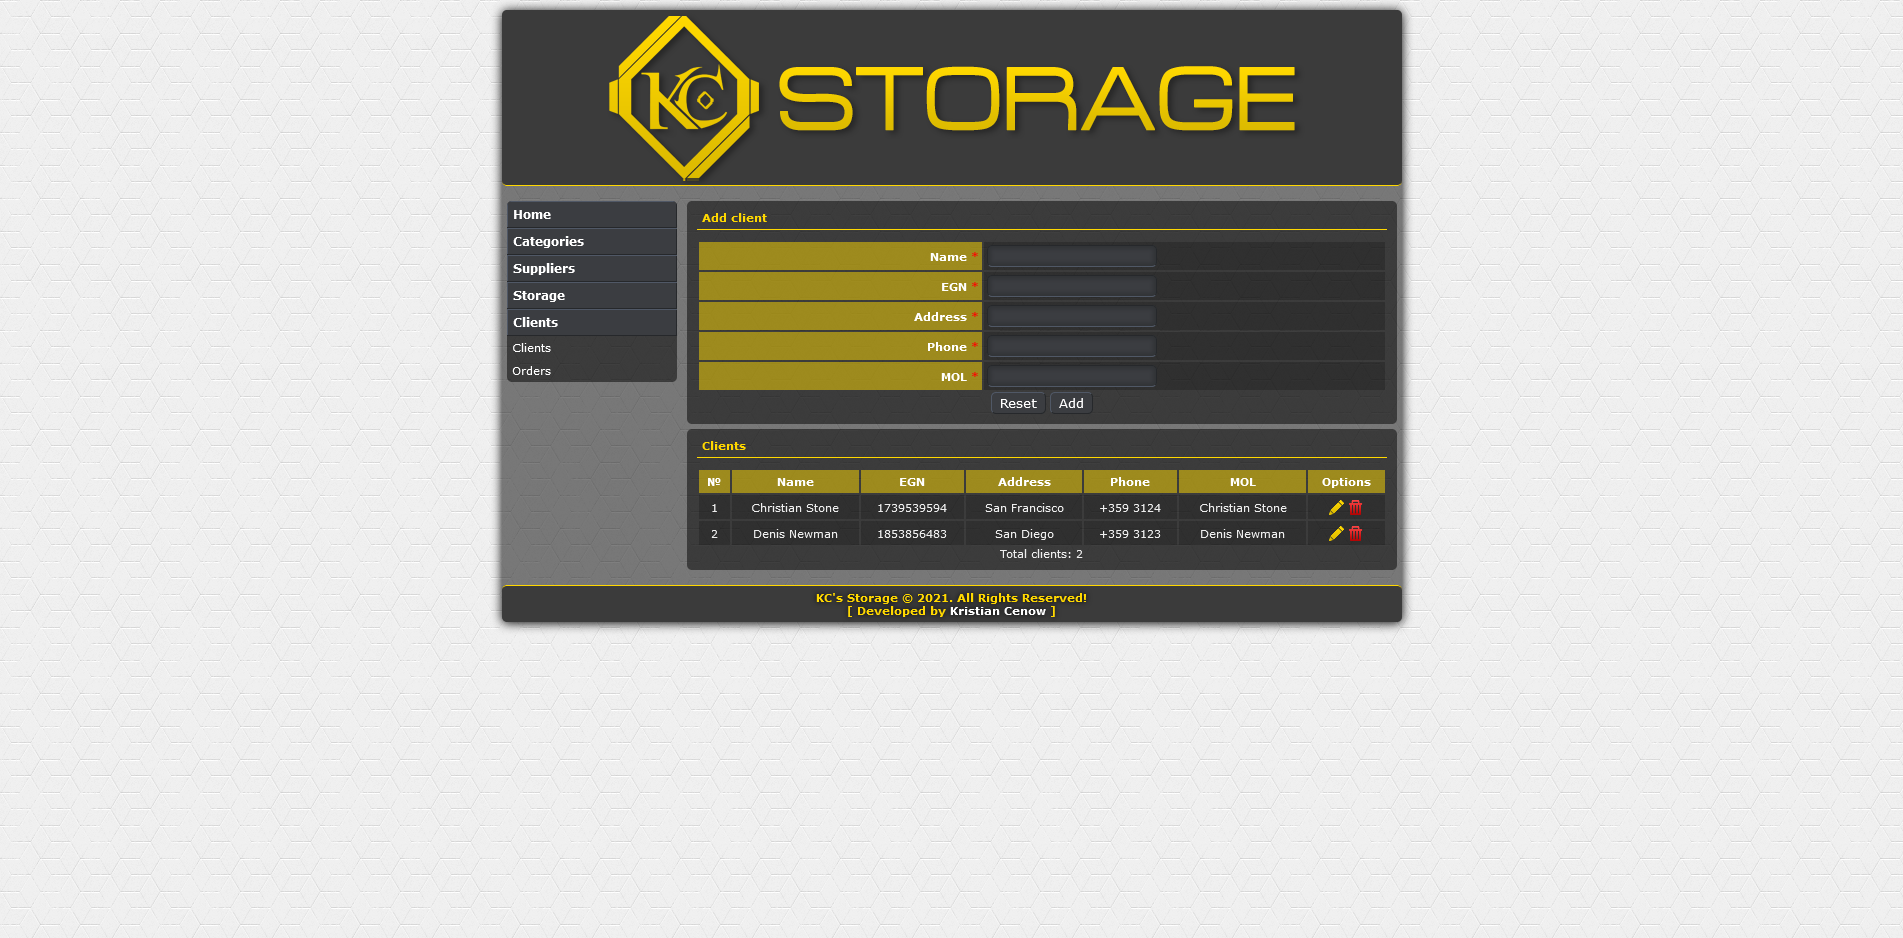 KC STORAGE
Home
Categories
Suppliers
Storage
Clients
Clients
Orders
Add client
Name *
EGN *
Address *
Phone *
MOL *
Reset Add
Clients
№ Name EGN Address Phone MOL Options
1 Christian Stone 1739539594 San Francisco +359 3124 Christian Stone
2 Denis Newman 1853856483 San Diego +359 3123 Denis Newman
Total clients: 2
KC's Storage © 2021. All Rights Reserved!
[ Developed by Kristian Cenow ]